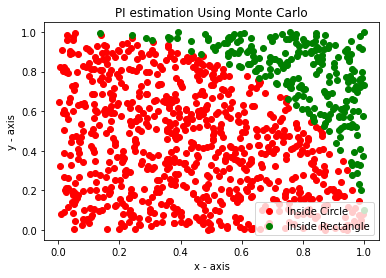 PI estimation Using Monte Carlo
y - axis
1.0
0.8
0.6
0.4
0.2
0.0
Inside Circle
Inside Rectangle
0.0 0.2 0.4 0.6 0.8 1.0
x - axis